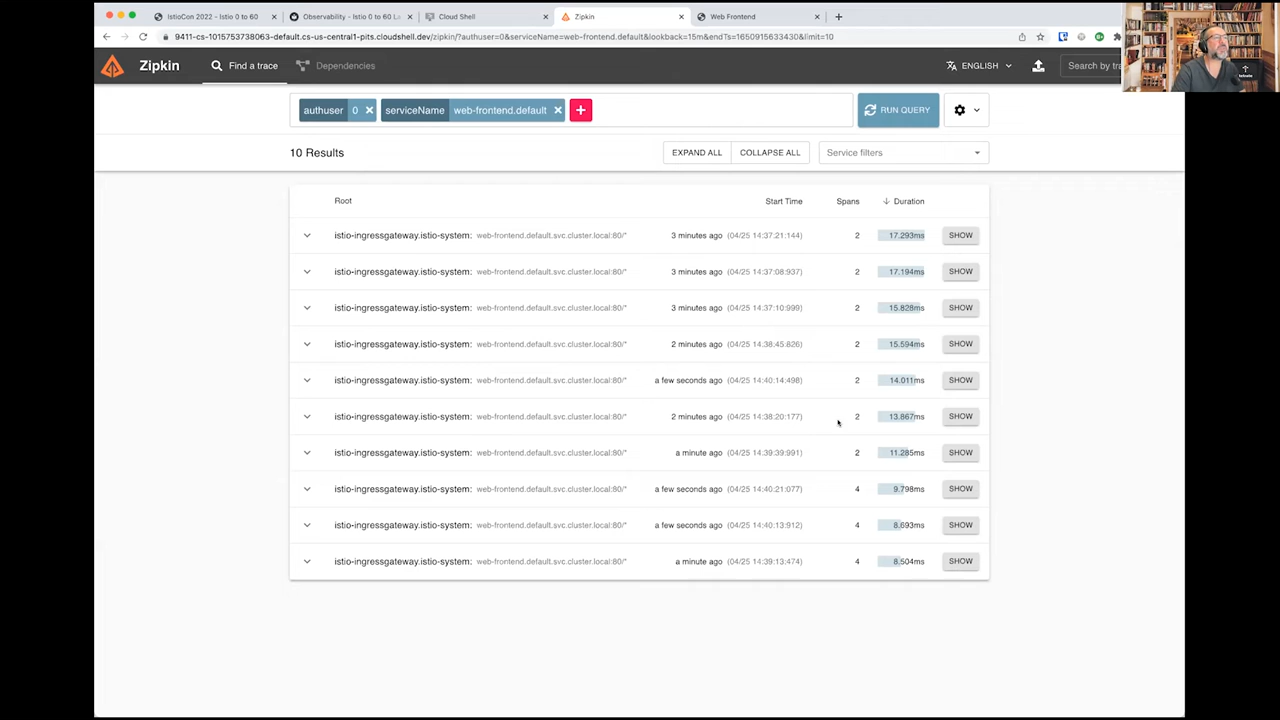 IstioCon 2022 - Istio 0 to 60
Observability - Istio 0 to 60 La
Cloud Shell
Zipkin
Web Frontend
9411-cs-1015753738063-default.cs-us-central1-pits.cloudshell.dev/zipkin/?authuser=0&serviceName=web-frontend.default&lookback=15m&endTs=1650915633430&limit=10
Zipkin
Find a trace
Dependencies
ENGLISH
Search by tra
authuser 0
serviceName web-frontend.default
RUN QUERY
10 Results
EXPAND ALL
COLLAPSE ALL
Service filters
Root Start Time Spans Duration
istio-ingressgateway.istio-system: web-frontend.default.svc.cluster.local:80/* 3 minutes ago (04/25 14:37:21:144) 2 17.293ms SHOW
istio-ingressgateway.istio-system: web-frontend.default.svc.cluster.local:80/* 3 minutes ago (04/25 14:37:08:937) 2 17.194ms SHOW
istio-ingressgateway.istio-system: web-frontend.default.svc.cluster.local:80/* 3 minutes ago (04/25 14:37:10:999) 2 15.828ms SHOW
istio-ingressgateway.istio-system: web-frontend.default.svc.cluster.local:80/* 2 minutes ago (04/25 14:38:45:826) 2 15.594ms SHOW
istio-ingressgateway.istio-system: web-frontend.default.svc.cluster.local:80/* a few seconds ago (04/25 14:40:14:498) 2 14.011ms SHOW
istio-ingressgateway.istio-system: web-frontend.default.svc.cluster.local:80/* 2 minutes ago (04/25 14:38:20:177) 2 13.867ms SHOW
istio-ingressgateway.istio-system: web-frontend.default.svc.cluster.local:80/* a minute ago (04/25 14:39:39:991) 2 11.285ms SHOW
istio-ingressgateway.istio-system: web-frontend.default.svc.cluster.local:80/* a few seconds ago (04/25 14:40:21:077) 4 9.798ms SHOW
istio-ingressgateway.istio-system: web-frontend.default.svc.cluster.local:80/* a few seconds ago (04/25 14:40:13:912) 4 8.693ms SHOW
istio-ingressgateway.istio-system: web-frontend.default.svc.cluster.local:80/* a minute ago (04/25 14:39:13:474) 4 8.504ms SHOW